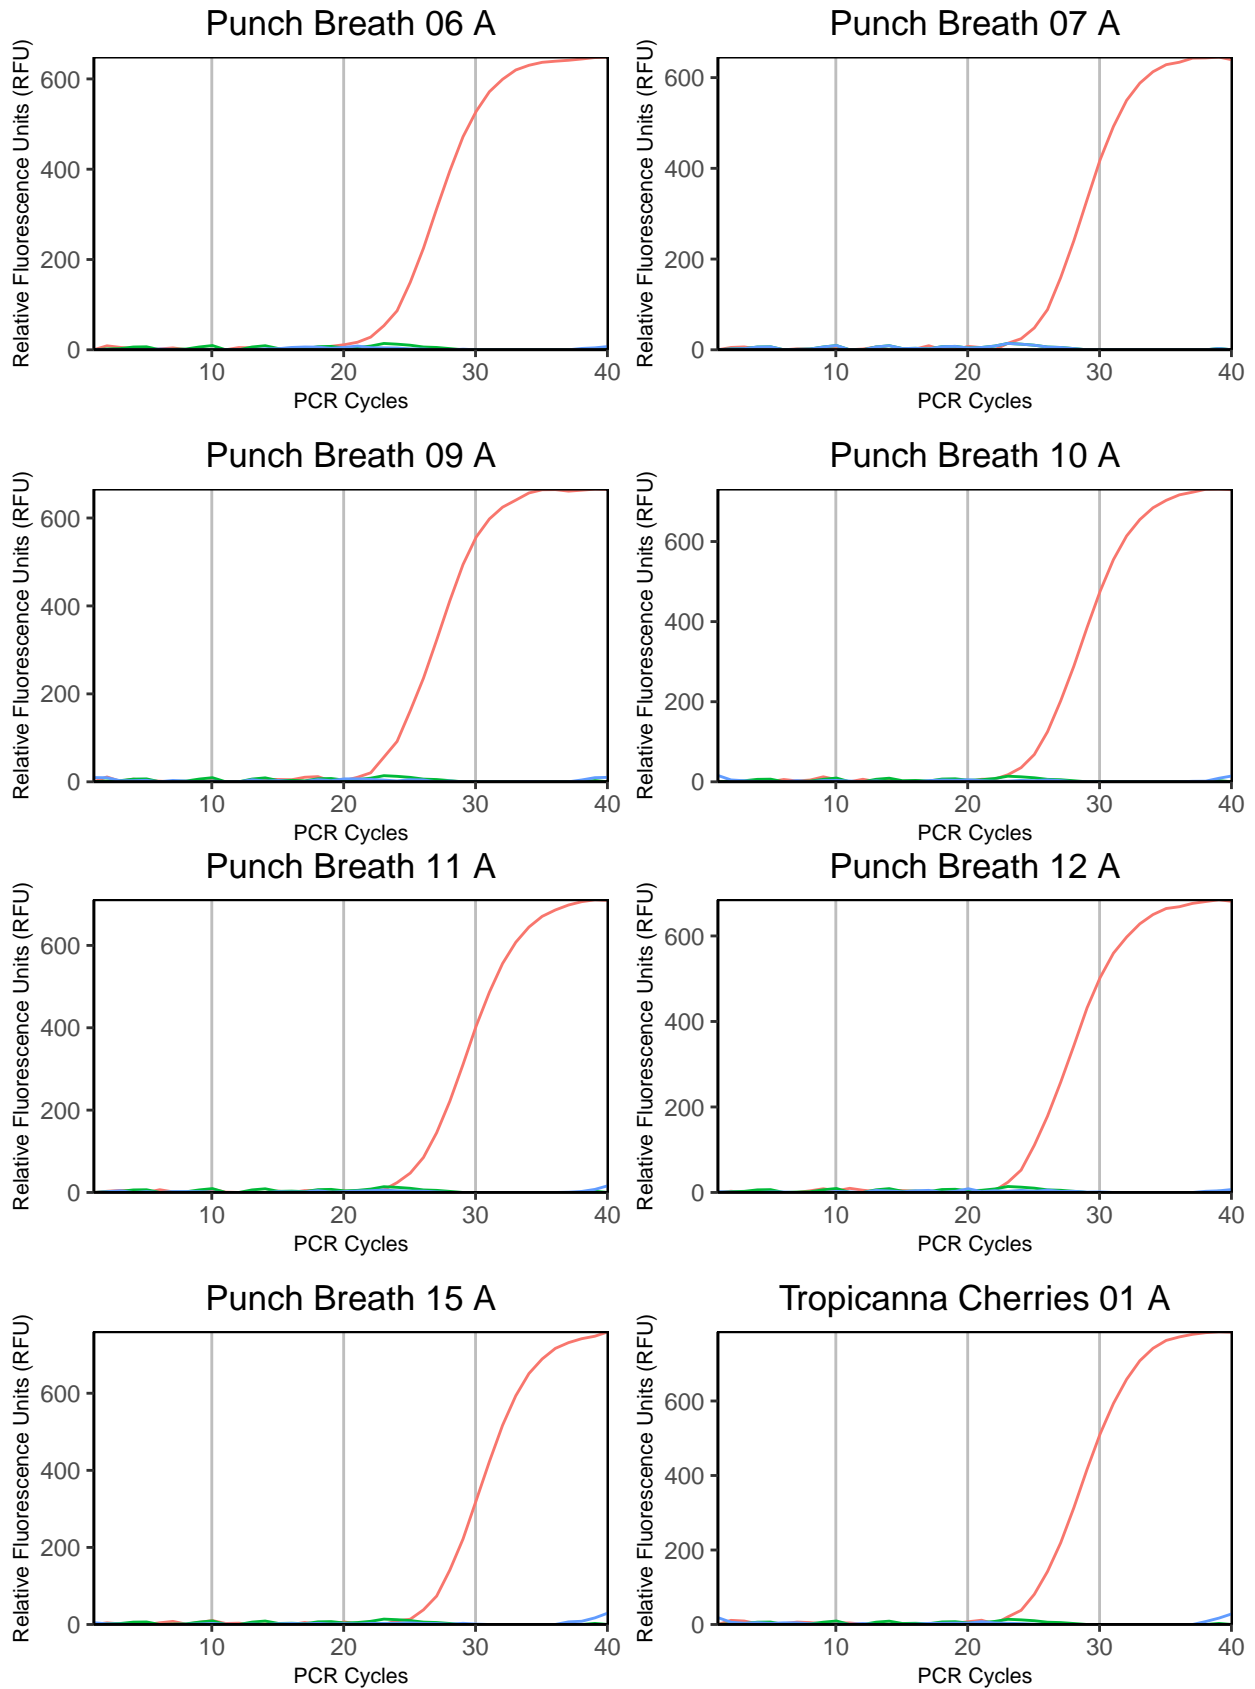 Punch Breath 06 A
Relative Fluorescence Units (RFU)
600
400
200
0
10 20 30 40
PCR Cycles
Punch Breath 07 A
Relative Fluorescence Units (RFU)
600
400
200
0
10 20 30 40
PCR Cycles
Punch Breath 09 A
Relative Fluorescence Units (RFU)
600
400
200
0
10 20 30 40
PCR Cycles
Punch Breath 10 A
Relative Fluorescence Units (RFU)
600
400
200
0
10 20 30 40
PCR Cycles
Punch Breath 11 A
Relative Fluorescence Units (RFU)
600
400
200
0
10 20 30 40
PCR Cycles
Punch Breath 12 A
Relative Fluorescence Units (RFU)
600
400
200
0
10 20 30 40
PCR Cycles
Punch Breath 15 A
Relative Fluorescence Units (RFU)
600
400
200
0
10 20 30 40
PCR Cycles
Tropicanna Cherries 01 A
Relative Fluorescence Units (RFU)
600
400
200
0
10 20 30 40
PCR Cycles